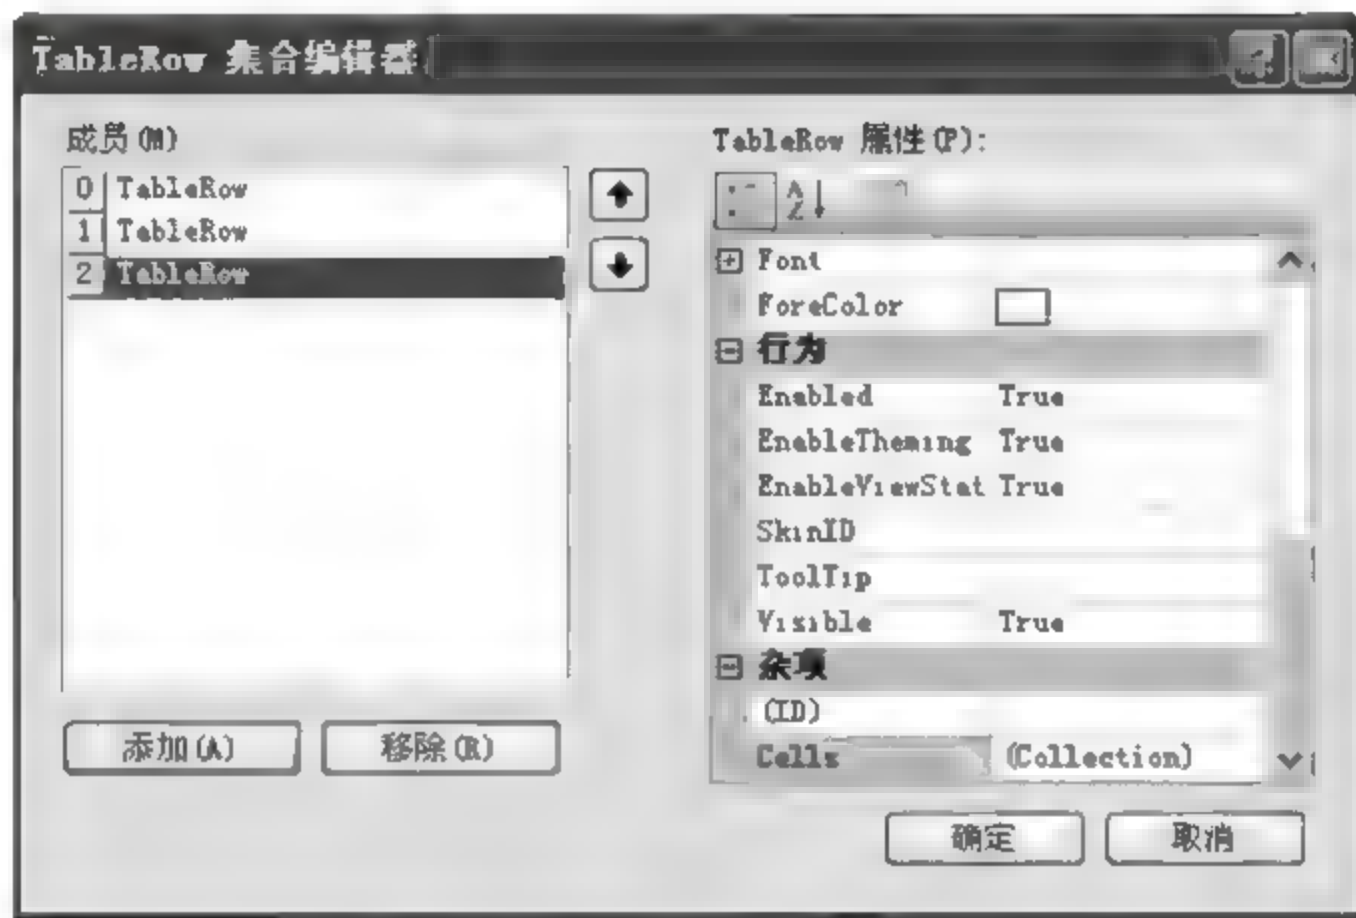 TableRow 集合编辑器
成员(M)
0 TableRow
1 TableRow
2 TableRow
添加(A)
移除(R)
TableRow 属性(P):
Font
ForeColor
行为
Enabled True
EnableTheming True
EnableViewStat True
SkinID
ToolTip
Visible True
杂项
(ID)
Cells (Collection)
确定
取消